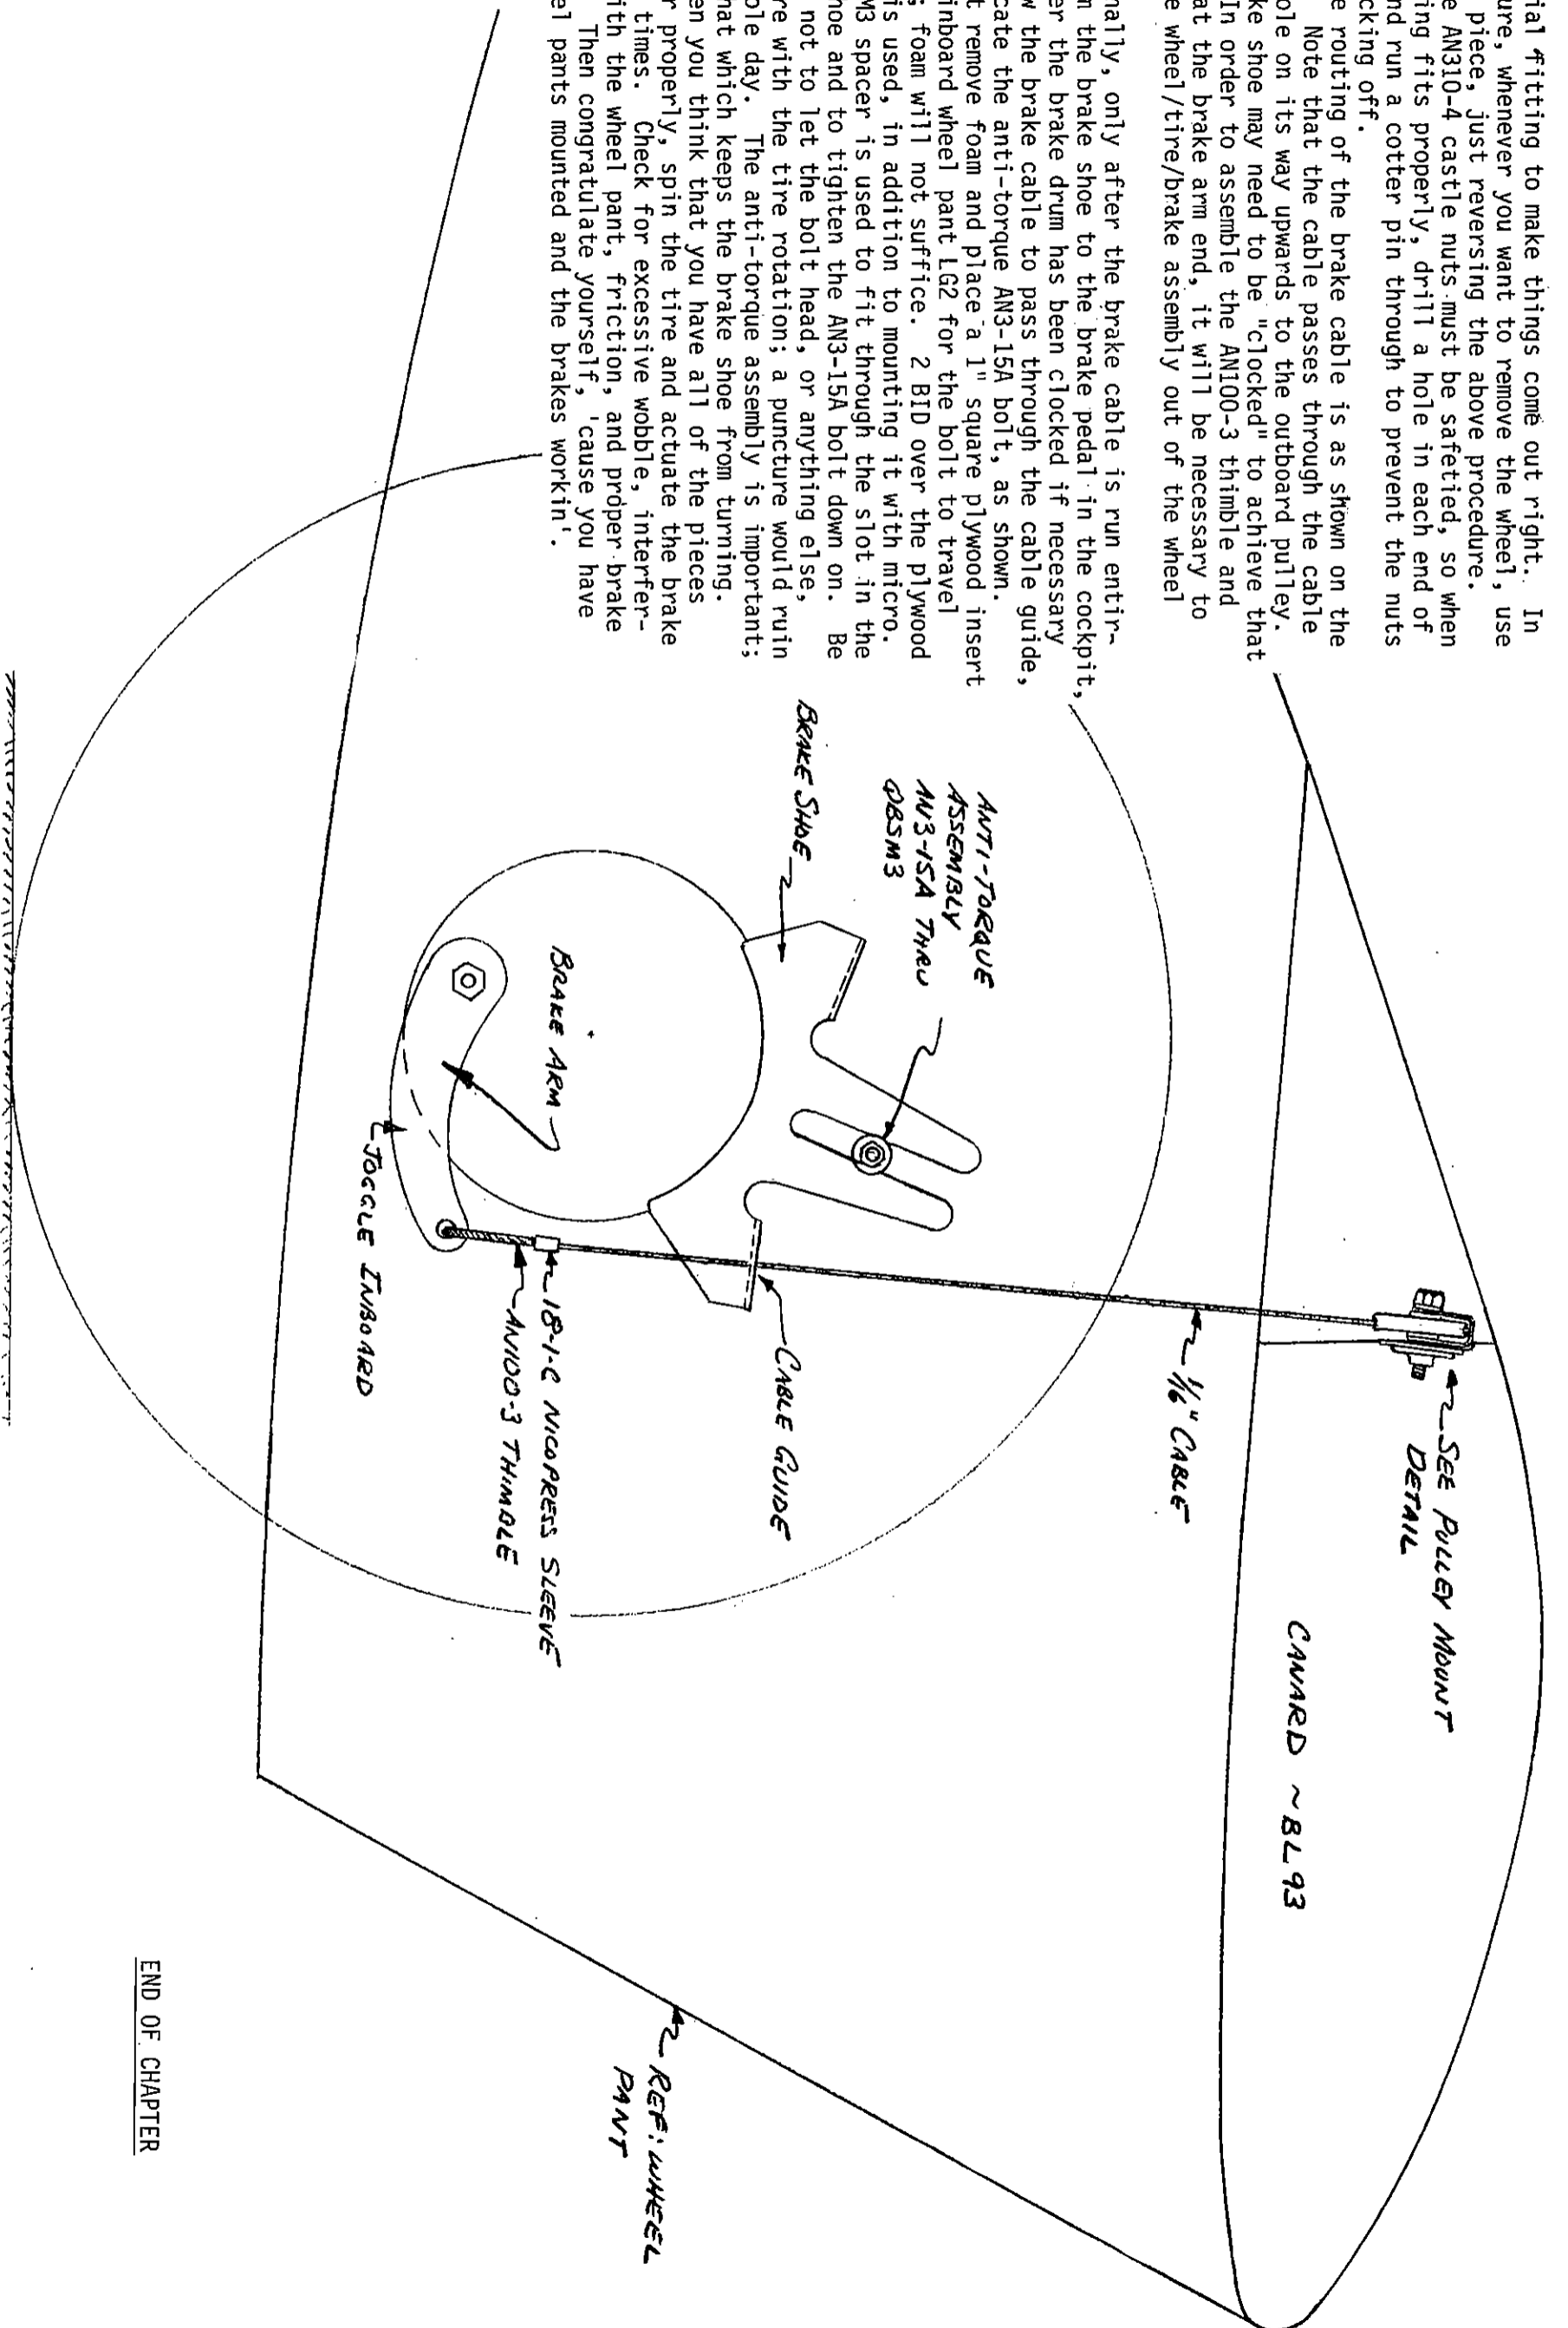 ial fitting to make things come out right. In
ure, whenever you want to remove the wheel, use
piece, just reversing the above procedure.
e AN310-4 castle nuts must be safetied, so when
ing fits properly, drill a hole in each end of
nd run a cotter pin through to prevent the nuts
cking off.
e routing of the brake cable is as shown on the
Note that the cable passes through the cable
ole on its way upwards to the outboard pulley.
ke shoe may need to be "clocked" to achieve that
In order to assemble the AN100-3 thimble and
at the brake arm end, it will be necessary to
e wheel/tire/brake assembly out of the wheel
nally, only after the brake cable is run entir-
m the brake shoe to the brake pedal in the cockpit,
er the brake drum has been clocked if necessary
w the brake cable to pass through the cable guide,
cate the anti-torque AN3-15A bolt, as shown.
t remove foam and place a 1" square plywood insert
inboard wheel pant LG2 for the bolt to travel
; foam will not suffice. 2 BID over the plywood
is used, in addition to mounting it with micro.
M3 spacer is used to fit through the slot in the
hoe and to tighten the AN3-15A bolt down on. Be
not to let the bolt head, or anything else,
re with the tire rotation; a puncture would ruin
ole day. The anti-torque assembly is important;
hat which keeps the brake shoe from turning.
en you think that you have all of the pieces
r properly, spin the tire and actuate the brake
times. Check for excessive wobble, interfer-
ith the wheel pant, friction, and proper brake
Then congratulate yourself, 'cause you have
el pants mounted and the brakes workin'.
SEE PULLEY MOUNT
DETAIL
CANARD ~BL93
1/16" CABLE
ANTI-TORQUE
ASSEMBLY
AN3-15A THRU
QBSM3
BRAKE SHOE
CABLE GUIDE
BRAKE ARM
18-1-C NICOPRESS SLEEVE
AN100-3 THIMBLE
JOGGLE INBOARD
REF: WHEEL
PANT
END OF CHAPTER